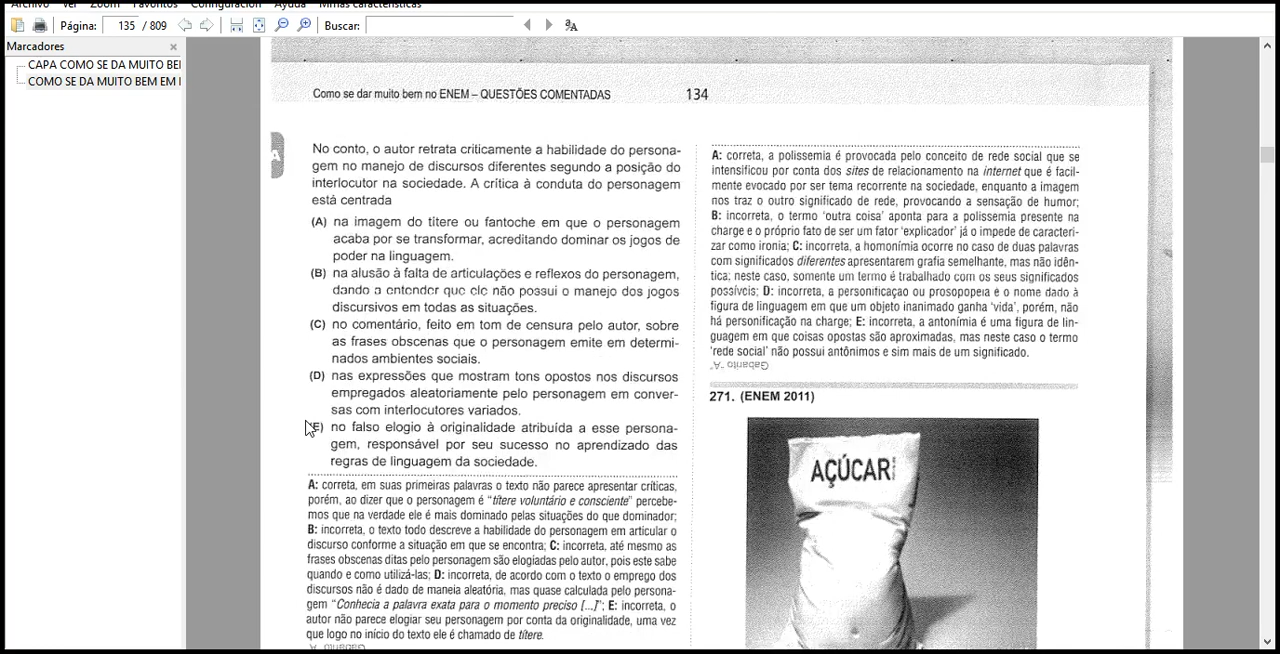 Archivo Ver Zoom Favoritos Configuración Ayuda Minhas características
Página: 135 / 809 Buscar:
Marcadores
CAPA COMO SE DA MUITO BEI
COMO SE DA MUITO BEM EM I
Como se dar muito bem no ENEM – QUESTÕES COMENTADAS 134
No conto, o autor retrata criticamente a habilidade do persona-
gem no manejo de discursos diferentes segundo a posição do
interlocutor na sociedade. A crítica à conduta do personagem
está centrada
(A) na imagem do títere ou fantoche em que o personagem
acaba por se transformar, acreditando dominar os jogos de
poder na linguagem.
(B) na alusão à falta de articulações e reflexos do personagem,
dando a entender que ele não possui o manejo dos jogos
discursivos em todas as situações.
(C) no comentário, feito em tom de censura pelo autor, sobre
as frases obscenas que o personagem emite em determi-
nados ambientes sociais.
(D) nas expressões que mostram tons opostos nos discursos
empregados aleatoriamente pelo personagem em conver-
sas com interlocutores variados.
(E) no falso elogio à originalidade atribuída a esse persona-
gem, responsável por seu sucesso no aprendizado das
regras de linguagem da sociedade.
A: correta, em suas primeiras palavras o texto não parece apresentar críticas,
porém, ao dizer que o personagem é “títere voluntário e consciente” percebe-
mos que na verdade ele é mais dominado pelas situações do que dominador;
B: incorreta, o texto todo descreve a habilidade do personagem em articular o
discurso conforme a situação em que se encontra; C: incorreta, até mesmo as
frases obscenas ditas pelo personagem são elogiadas pelo autor, pois este sabe
quando e como utilizá-las; D: incorreta, de acordo com o texto o emprego dos
discursos não é dado de maneia aleatória, mas quase calculada pelo persona-
gem “Conhecia a palavra exata para o momento preciso [...]”; E: incorreta, o
autor não parece elogiar seu personagem por conta da originalidade, uma vez
que logo no início do texto ele é chamado de títere.
A: correta, a polissemia é provocada pelo conceito de rede social que se
intensificou por conta dos sites de relacionamento na internet que é facil-
mente evocado por ser tema recorrente na sociedade, enquanto a imagem
nos traz o outro significado de rede, provocando a sensação de humor;
B: incorreta, o termo ‘outra coisa’ aponta para a polissemia presente na
charge e o próprio fato de ser um fator ‘explicador’ já o impede de caracteri-
zar como ironia; C: incorreta, a homonímia ocorre no caso de duas palavras
com significados diferentes apresentarem grafia semelhante, mas não idên-
tica; neste caso, somente um termo é trabalhado com os seus significados
possíveis; D: incorreta, a personificação ou prosopopeia é o nome dado à
figura de linguagem em que um objeto inanimado ganha ‘vida’, porém, não
há personificação na charge; E: incorreta, a antonímia é uma figura de lin-
guagem em que coisas opostas são aproximadas, mas neste caso o termo
‘rede social’ não possui antônimos e sim mais de um significado.
Gabarito “A”
271. (ENEM 2011)
AÇÚCAR